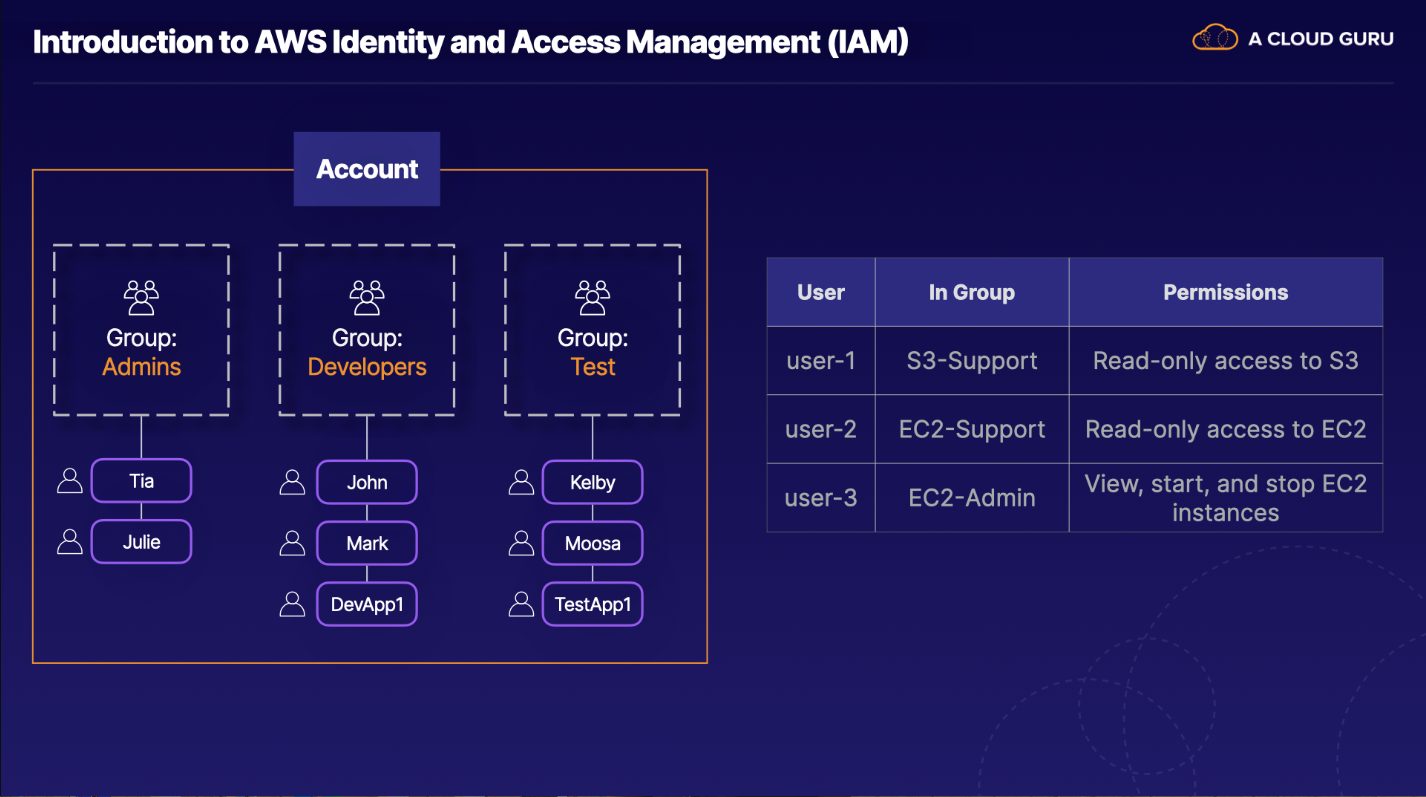 Introduction to AWS Identity and Access Management (IAM)
A CLOUD GURU
Account
Group:
Admins
Tia
Julie
Group:
Developers
John
Mark
DevApp1
Group:
Test
Kelby
Moosa
TestApp1
User In Group Permissions
user-1 S3-Support Read-only access to S3
user-2 EC2-Support Read-only access to EC2
user-3 EC2-Admin View, start, and stop EC2
instances